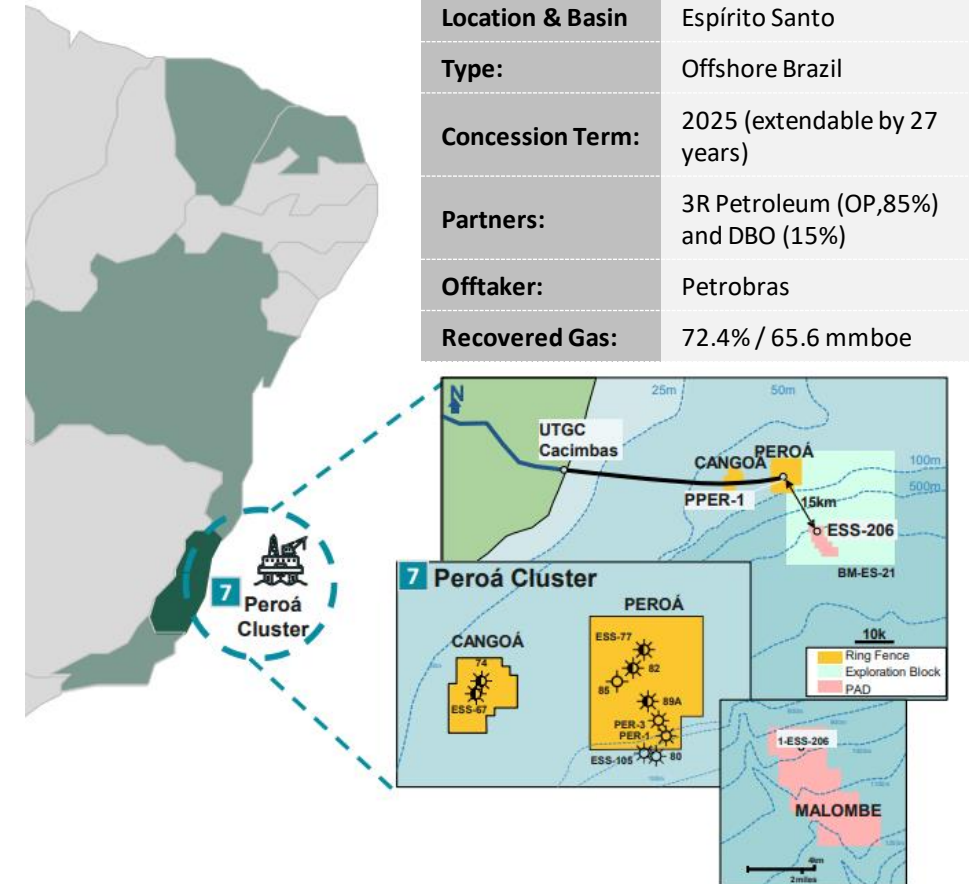 Location & Basin Espírito Santo
Type: Offshore Brazil
Concession Term: 2025 (extendable by 27
years)
Partners: 3R Petroleum (OP,85%)
and DBO (15%)
Offtaker: Petrobras
Recovered Gas: 72.4% / 65.6 mmboe
7
Peroá
Cluster
N
25m
50m
100m
500m
UTGC
Cacimbas
CANGOÁ
PEROÁ
PPER-1
15km
ESS-206
BM-ES-21
10k
Ring Fence
Exploration Block
PAD
7 Peroá Cluster
CANGOÁ
74
ESS-67
PEROÁ
ESS-77
82
85
89A
PER-3
PER-1
ESS-105
80
1-ESS-206
MALOMBE
4km
2miles